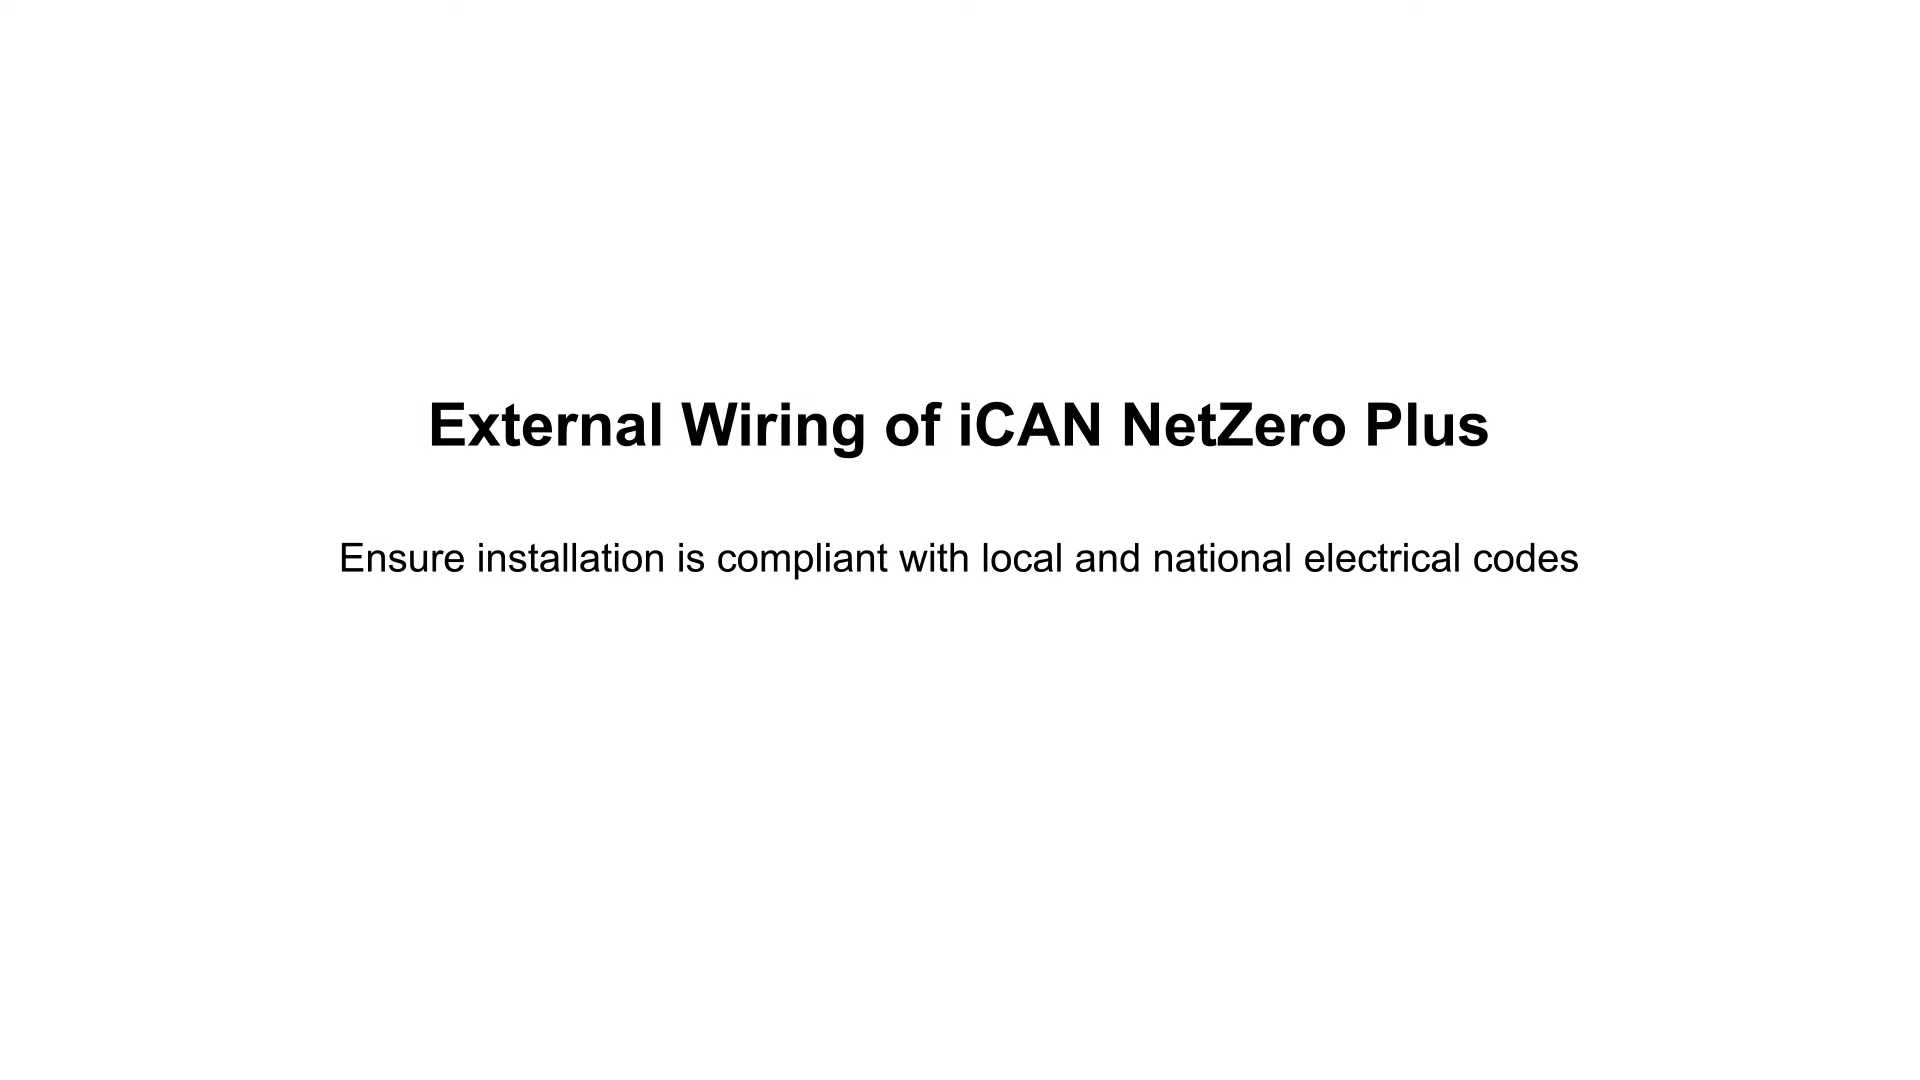 External Wiring of iCAN NetZero Plus
Ensure installation is compliant with local and national electrical codes